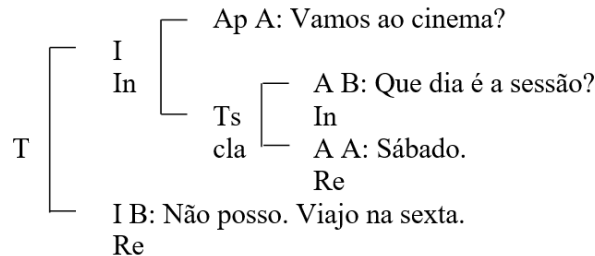 Ap A: Vamos ao cinema?
I
In
A B: Que dia é a sessão?
Ts In
cla A A: Sábado.
T
Re
I B: Não posso. Viajo na sexta.
Re